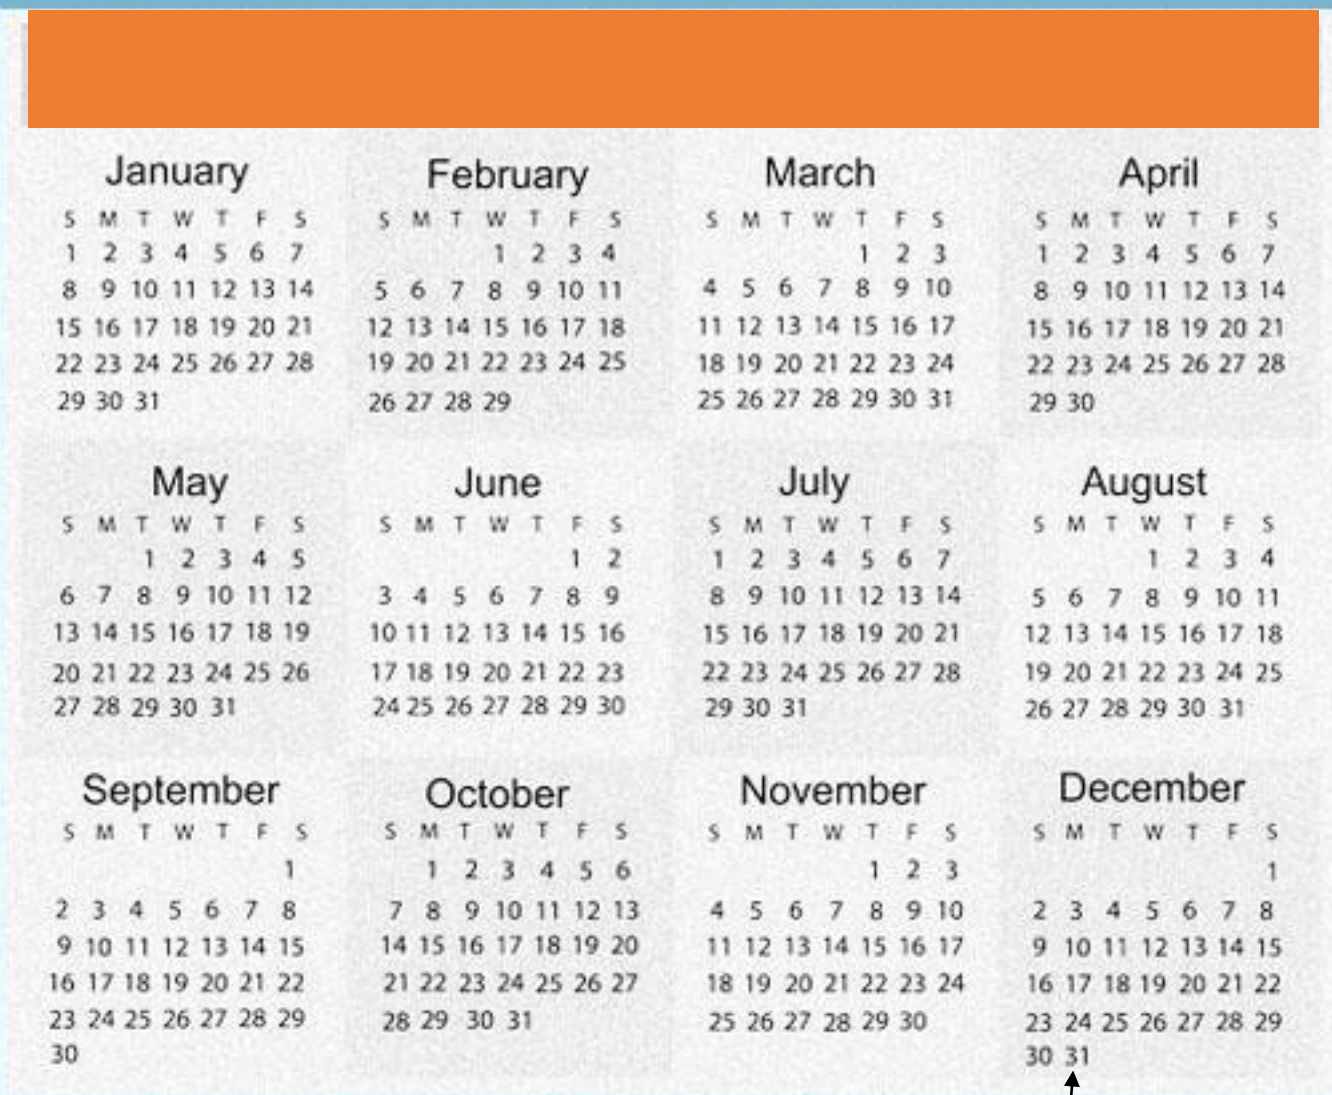 January
S M T W T F S
1 2 3 4 5 6 7
8 9 10 11 12 13 14
15 16 17 18 19 20 21
22 23 24 25 26 27 28
29 30 31
February
S M T W T F S
1 2 3 4
5 6 7 8 9 10 11
12 13 14 15 16 17 18
19 20 21 22 23 24 25
26 27 28 29
March
S M T W T F S
1 2 3
4 5 6 7 8 9 10
11 12 13 14 15 16 17
18 19 20 21 22 23 24
25 26 27 28 29 30 31
April
S M T W T F S
1 2 3 4 5 6 7
8 9 10 11 12 13 14
15 16 17 18 19 20 21
22 23 24 25 26 27 28
29 30
May
S M T W T F S
1 2 3 4 5
6 7 8 9 10 11 12
13 14 15 16 17 18 19
20 21 22 23 24 25 26
27 28 29 30 31
June
S M T W T F S
1 2
3 4 5 6 7 8 9
10 11 12 13 14 15 16
17 18 19 20 21 22 23
24 25 26 27 28 29 30
July
S M T W T F S
1 2 3 4 5 6 7
8 9 10 11 12 13 14
15 16 17 18 19 20 21
22 23 24 25 26 27 28
29 30 31
August
S M T W T F S
1 2 3 4
5 6 7 8 9 10 11
12 13 14 15 16 17 18
19 20 21 22 23 24 25
26 27 28 29 30 31
September
S M T W T F S
1
2 3 4 5 6 7 8
9 10 11 12 13 14 15
16 17 18 19 20 21 22
23 24 25 26 27 28 29
30
October
S M T W T F S
1 2 3 4 5 6
7 8 9 10 11 12 13
14 15 16 17 18 19 20
21 22 23 24 25 26 27
28 29 30 31
November
S M T W T F S
1 2 3
4 5 6 7 8 9 10
11 12 13 14 15 16 17
18 19 20 21 22 23 24
25 26 27 28 29 30
December
S M T W T F S
1
2 3 4 5 6 7 8
9 10 11 12 13 14 15
16 17 18 19 20 21 22
23 24 25 26 27 28 29
30 31